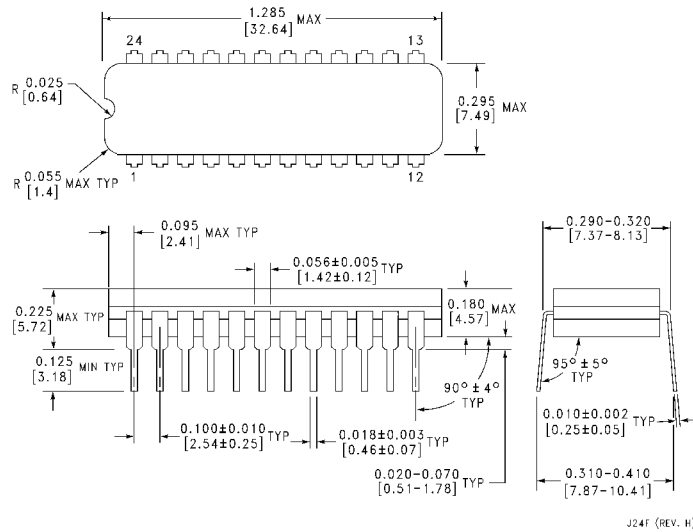 1.285 MAX
[32.64]
24
13
R 0.025
[0.64]
0.295 MAX
[7.49]
R 0.055 MAX TYP
[1.4]
1
12
0.095 MAX TYP
[2.41]
0.290-0.320
[7.37-8.13]
0.056±0.005 TYP
[1.42±0.12]
0.225 MAX TYP
[5.72]
0.180 MAX
[4.57]
0.125 MIN TYP
[3.18]
90° ± 4°
TYP
95° ± 5°
TYP
0.100±0.010 TYP
[2.54±0.25]
0.018±0.003 TYP
[0.46±0.07]
0.010±0.002 TYP
[0.25±0.05]
0.020-0.070 TYP
[0.51-1.78]
0.310-0.410
[7.87-10.41]
J24F (REV. H)